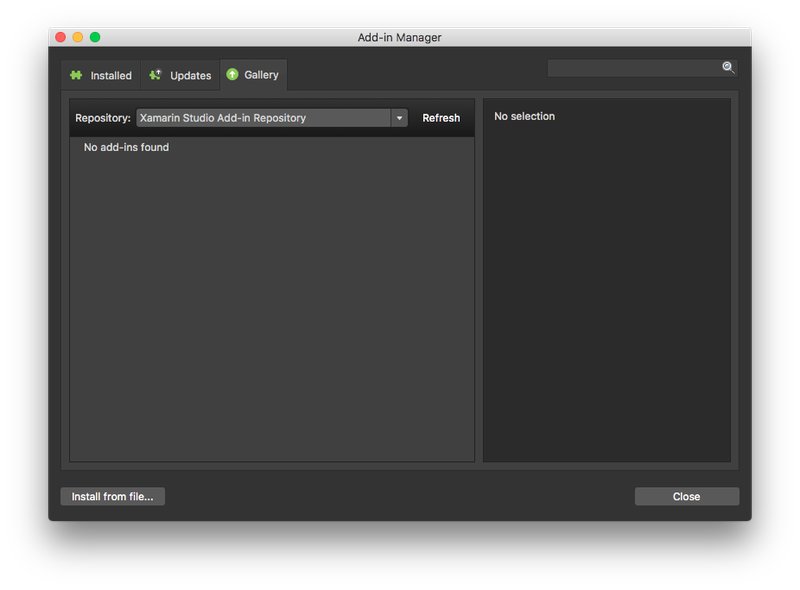 Add-in Manager
Installed
Updates
Gallery
Repository: Xamarin Studio Add-in Repository Refresh
No add-ins found
No selection
Install from file...
Close